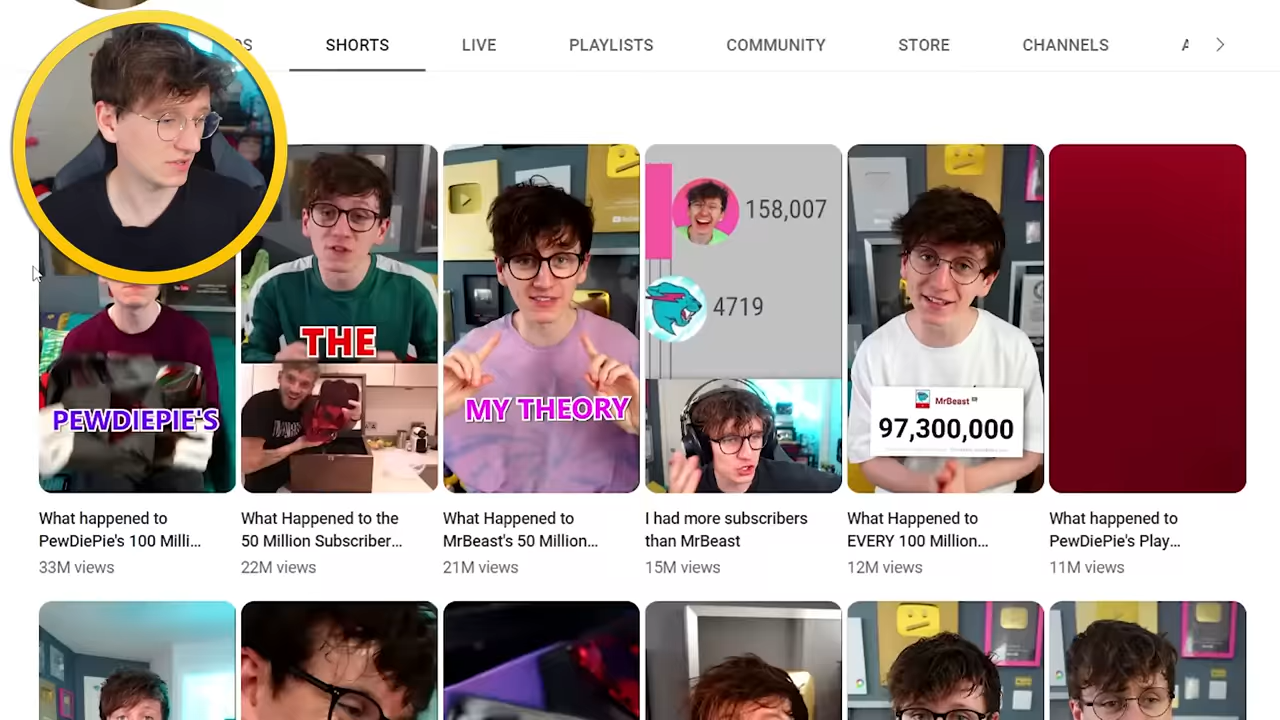 SHORTS
LIVE
PLAYLISTS
COMMUNITY
STORE
CHANNELS
PEWDIEPIE'S
THE
MY THEORY
158,007
4719
MrBeast
97,300,000
What happened to
PewDiePie's 100 Milli...
33M views
What Happened to the
50 Million Subscriber...
22M views
What Happened to
MrBeast's 50 Million...
21M views
I had more subscribers
than MrBeast
15M views
What Happened to
EVERY 100 Million...
12M views
What happened to
PewDiePie's Play...
11M views